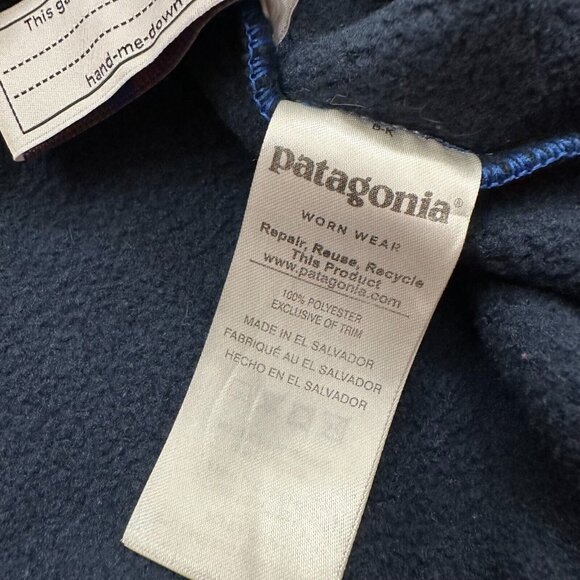 This ga
hand-me-down
patagonia®
WORN WEAR
Repair, Reuse, Recycle
This Product
www.patagonia.com
100% POLYESTER
EXCLUSIVE OF TRIM
MADE IN EL SALVADOR
FABRIQUÉ AU EL SALVADOR
HECHO EN EL SALVADOR